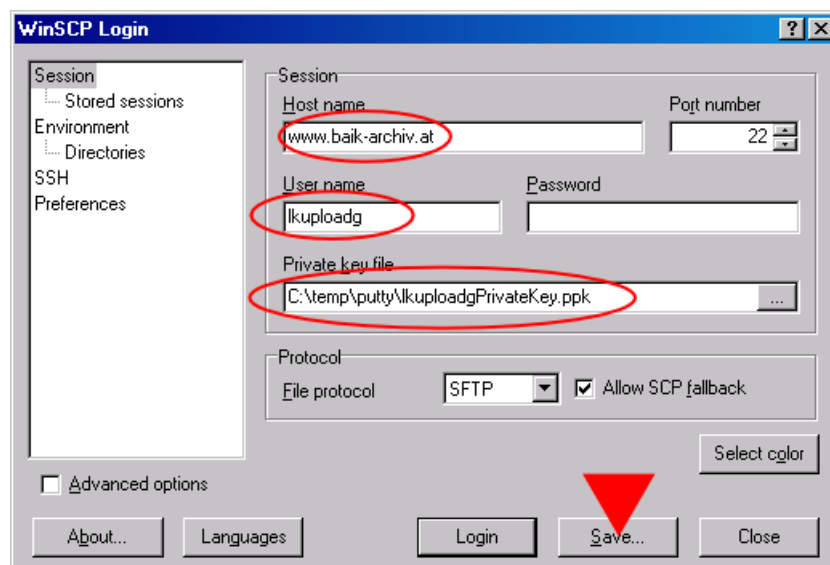 WinSCP Login
Session
Stored sessions
Environment
Directories
SSH
Preferences
Session
Host name Port number
www.baik-archiv.at 22
User name Password
lkuploadg
Private key file
C:\temp\putty\lkuploadgPrivateKey.ppk ...
Protocol
File protocol SFTP Allow SCP fallback
Select color
Advanced options
About... Languages Login Save... Close